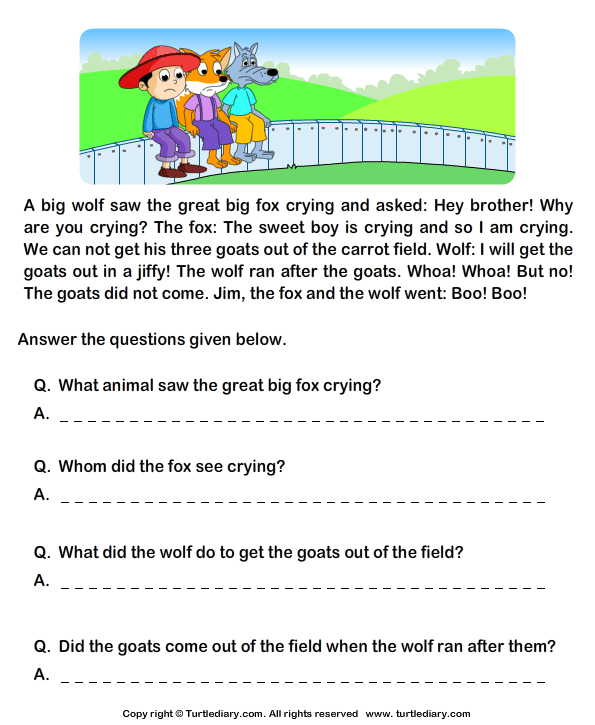 A big wolf saw the great big fox crying and asked: Hey brother! Why
are you crying? The fox: The sweet boy is crying and so I am crying.
We can not get his three goats out of the carrot field. Wolf: I will get the
goats out in a jiffy! The wolf ran after the goats. Whoa! Whoa! But no!
The goats did not come. Jim, the fox and the wolf went: Boo! Boo!
Answer the questions given below.
Q. What animal saw the great big fox crying?
A. _ _ _ _ _ _ _ _ _ _ _ _ _ _ _ _ _ _ _ _ _ _ _ _ _ _ _ _ _ _ _ _ _ _ _
Q. Whom did the fox see crying?
A. _ _ _ _ _ _ _ _ _ _ _ _ _ _ _ _ _ _ _ _ _ _ _ _ _ _ _ _ _ _ _ _ _ _ _
Q. What did the wolf do to get the goats out of the field?
A. _ _ _ _ _ _ _ _ _ _ _ _ _ _ _ _ _ _ _ _ _ _ _ _ _ _ _ _ _ _ _ _ _ _ _
Q. Did the goats come out of the field when the wolf ran after them?
A. _ _ _ _ _ _ _ _ _ _ _ _ _ _ _ _ _ _ _ _ _ _ _ _ _ _ _ _ _ _ _ _ _ _ _
Copy right © Turtlediary.com. All rights reserved www. turtlediary.com